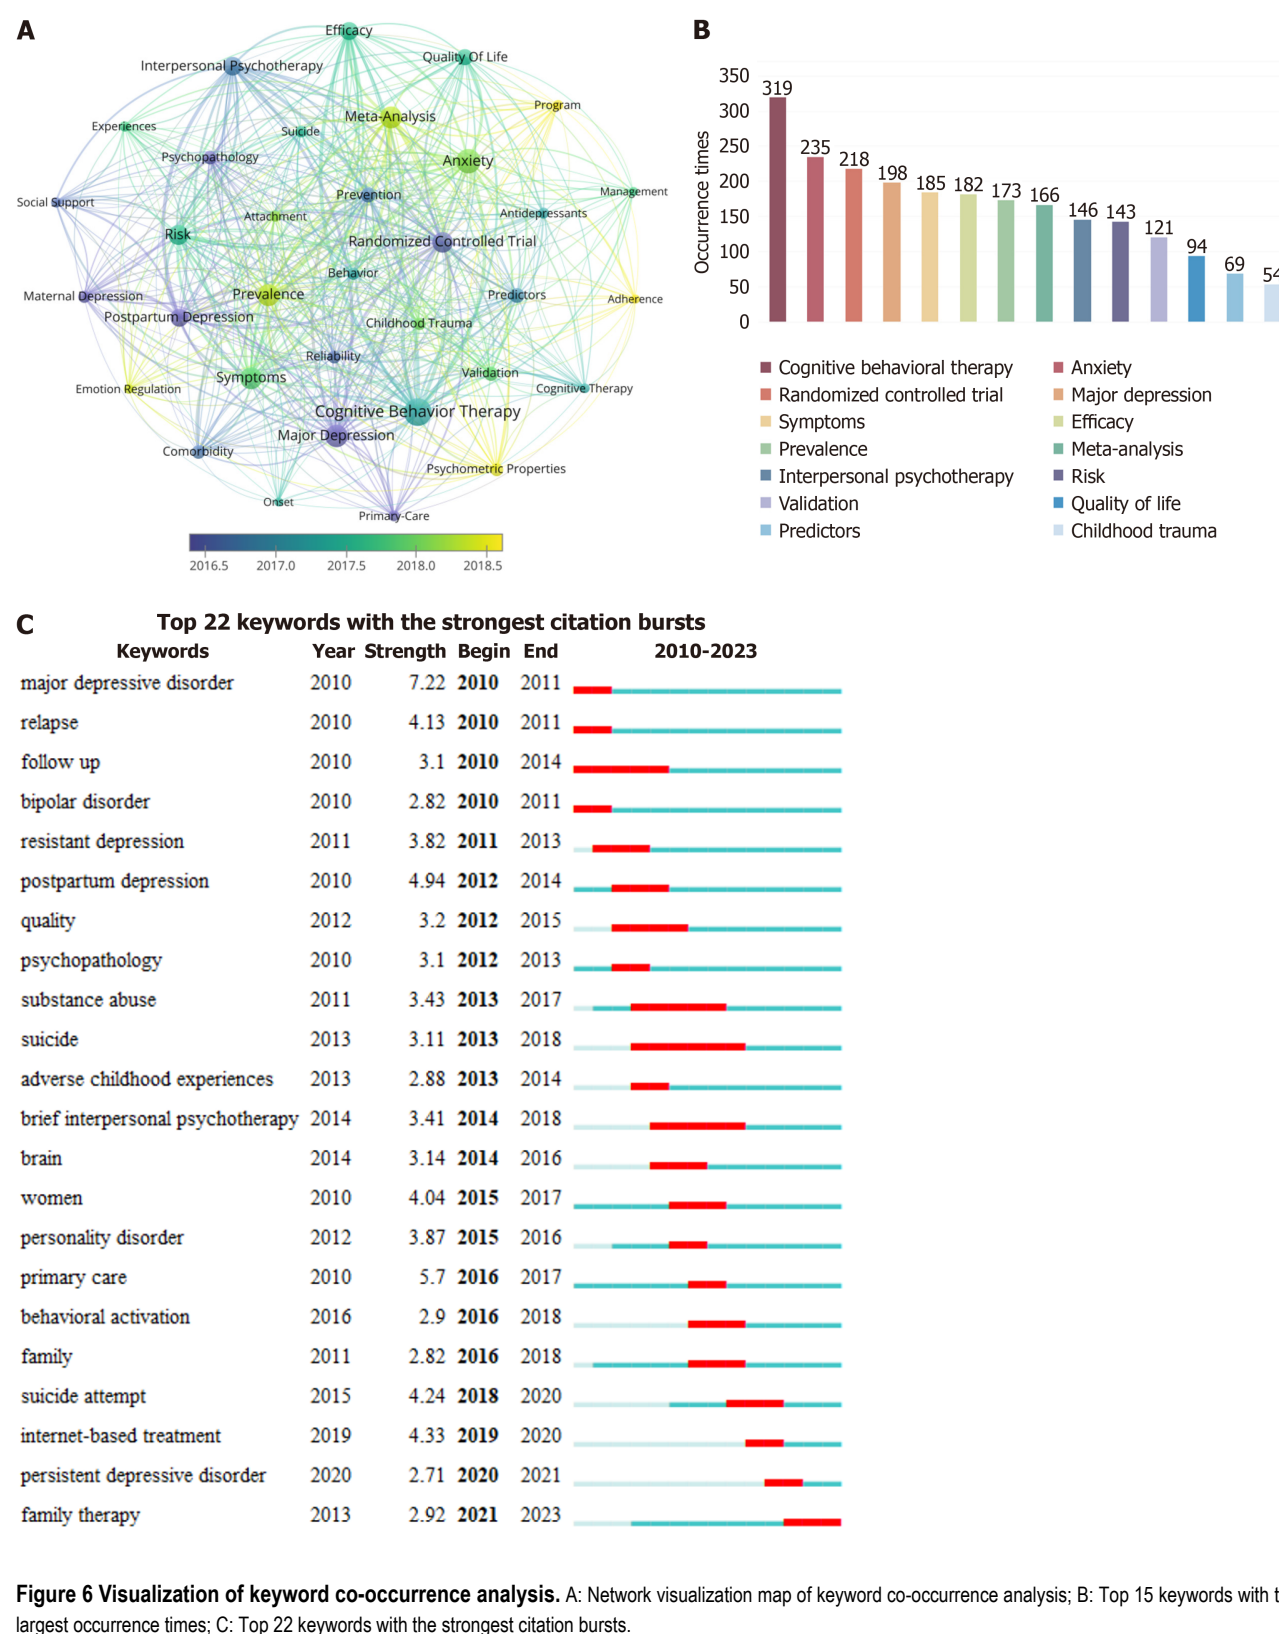 A
Efficacy
Quality Of Life
Interpersonal Psychotherapy
Program
Meta-Analysis
Experiences
Suicide
Psychopathology
Anxiety
Management
Prevention
Social Support
Attachment
Antidepressants
Risk
Randomized Controlled Trial
Behavior
Maternal Depression
Prevalence
Predictors
Adherence
Postpartum Depression
Childhood Trauma
Reliability
Symptoms
Validation
Emotion Regulation
Cognitive Therapy
Cognitive Behavior Therapy
Major Depression
Comorbidity
Psychometric Properties
Onset
Primary-Care
2016.5 2017.0 2017.5 2018.0 2018.5
B
Occurrence times
350
300
250
200
150
100
50
0
319 235 218 198 185 182 173 166 146 143 121 94 69 54
Cognitive behavioral therapy Anxiety
Randomized controlled trial Major depression
Symptoms Efficacy
Prevalence Meta-analysis
Interpersonal psychotherapy Risk
Validation Quality of life
Predictors Childhood trauma
C Top 22 keywords with the strongest citation bursts
Keywords Year Strength Begin End 2010-2023
major depressive disorder 2010 7.22 2010 2011
relapse 2010 4.13 2010 2011
follow up 2010 3.1 2010 2014
bipolar disorder 2010 2.82 2010 2011
resistant depression 2011 3.82 2011 2013
postpartum depression 2010 4.94 2012 2014
quality 2012 3.2 2012 2015
psychopathology 2010 3.1 2012 2013
substance abuse 2011 3.43 2013 2017
suicide 2013 3.11 2013 2018
adverse childhood experiences 2013 2.88 2013 2014
brief interpersonal psychotherapy 2014 3.41 2014 2018
brain 2014 3.14 2014 2016
women 2010 4.04 2015 2017
personality disorder 2012 3.87 2015 2016
primary care 2010 5.7 2016 2017
behavioral activation 2016 2.9 2016 2018
family 2011 2.82 2016 2018
suicide attempt 2015 4.24 2018 2020
internet-based treatment 2019 4.33 2019 2020
persistent depressive disorder 2020 2.71 2020 2021
family therapy 2013 2.92 2021 2023
Figure 6 Visualization of keyword co-occurrence analysis. A: Network visualization map of keyword co-occurrence analysis; B: Top 15 keywords with
largest occurrence times; C: Top 22 keywords with the strongest citation bursts.